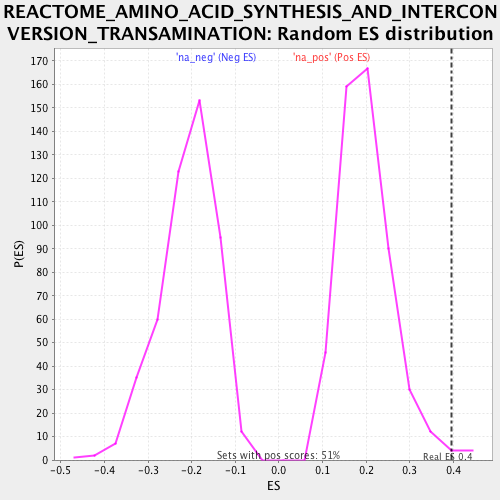 REACTOME_AMINO_ACID_SYNTHESIS_AND_INTERCON
VERSION_TRANSAMINATION: Random ES distribution
'na_neg' (Neg ES) 'na_pos' (Pos ES)
170
160
150
140
130
120
110
100
90
80
70
60
50
40
30
20
10
0
P(ES)
Sets with pos scores: 51%
Real ES 0.4
-0.5 -0.4 -0.3 -0.2 -0.1 0.0 0.1 0.2 0.3 0.4
ES